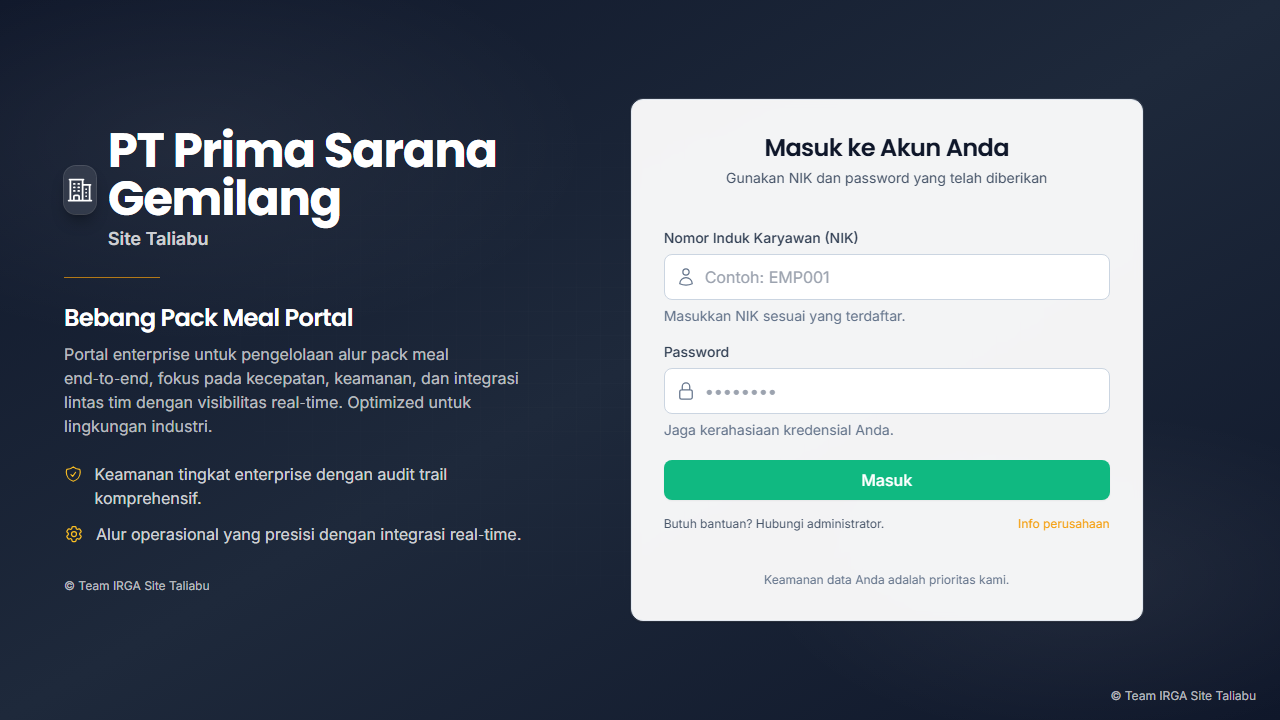 PT Prima Sarana
Gemilang
Site Taliabu
Bebang Pack Meal Portal
Portal enterprise untuk pengelolaan alur pack meal
end-to-end, fokus pada kecepatan, keamanan, dan integrasi
lintas tim dengan visibilitas real-time. Optimized untuk
lingkungan industri.
Keamanan tingkat enterprise dengan audit trail
komprehensif.
Alur operasional yang presisi dengan integrasi real-time.
© Team IRGA Site Taliabu
Masuk ke Akun Anda
Gunakan NIK dan password yang telah diberikan
Nomor Induk Karyawan (NIK)
Contoh: EMP001
Masukkan NIK sesuai yang terdaftar.
Password
••••••••
Jaga kerahasiaan kredensial Anda.
Masuk
Butuh bantuan? Hubungi administrator.
Info perusahaan
Keamanan data Anda adalah prioritas kami.
© Team IRGA Site Taliabu